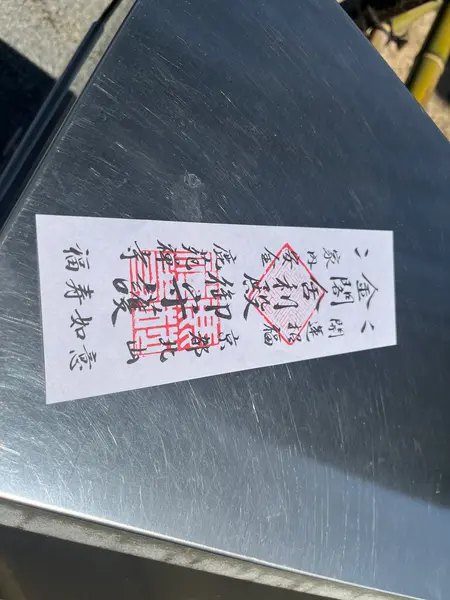 開運招福
京都北山
金閣舎利殿
御守護
家内安全
鹿苑禅寺
福寿如意